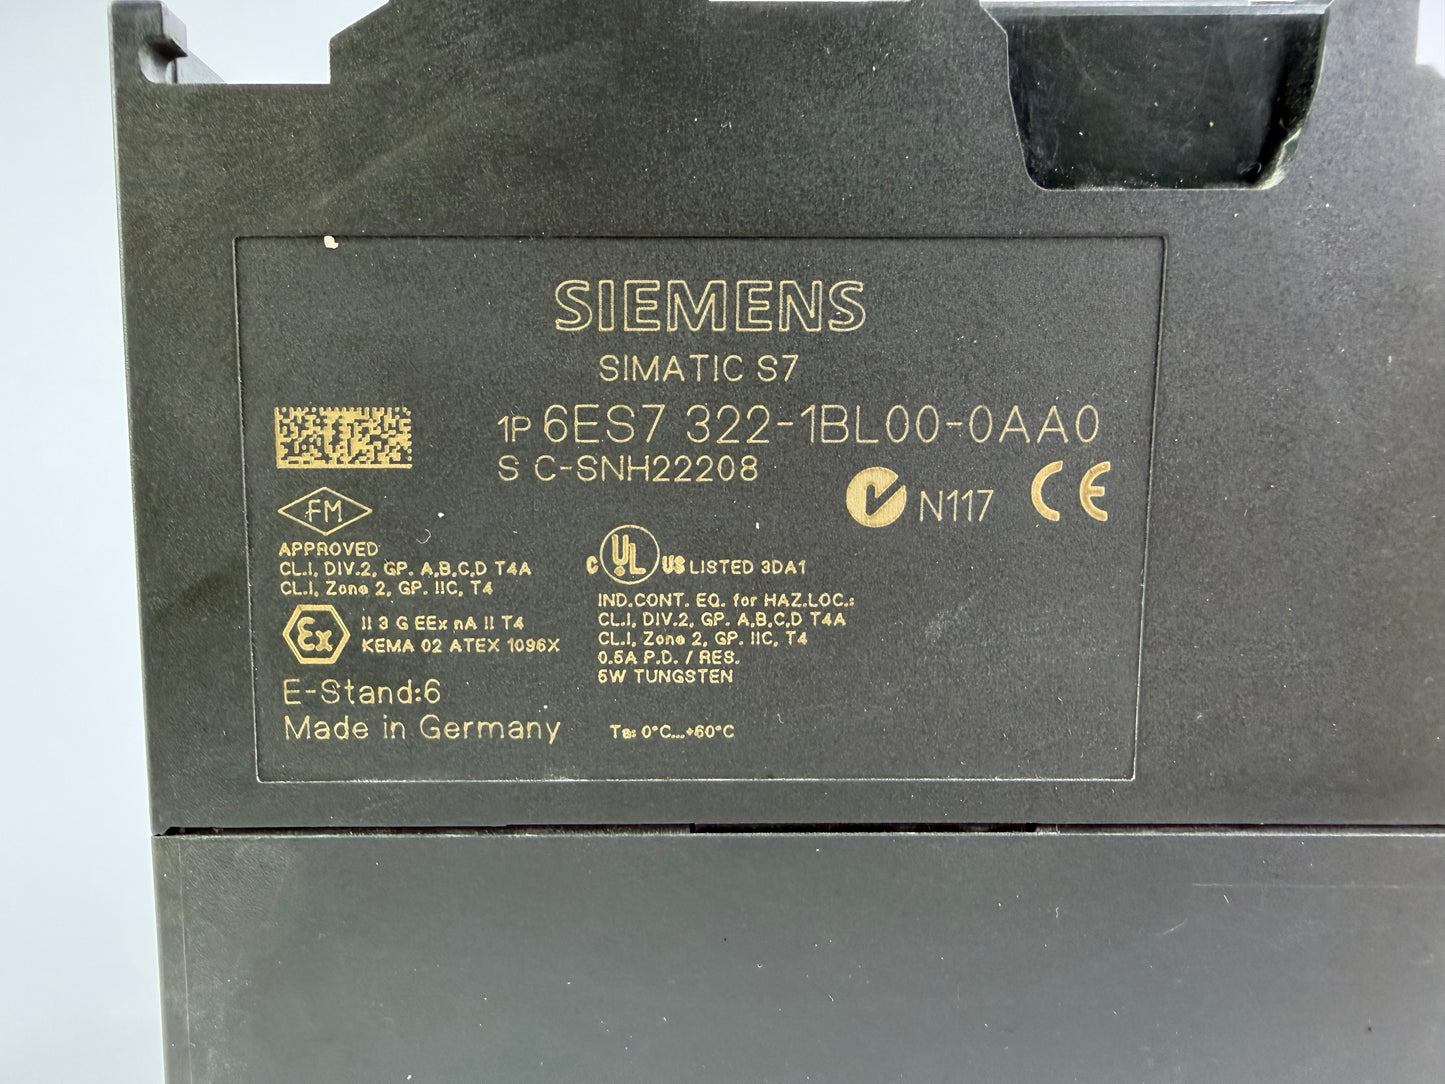 SIEMENS
SIMATIC S7
1P 6ES7 322-1BL00-0AA0
S C-SNH22208
N117 CE
FM
APPROVED
CL.I, DIV.2, GP. A,B,C,D T4A
CL.I, Zone 2, GP. IIC, T4
Ex II 3 G EEx nA II T4
KEMA 02 ATEX 1096X
E-Stand:6
Made in Germany
C UL US LISTED 3DA1
IND.CONT. EQ. for HAZ.LOC.:
CL.I, DIV.2, GP. A,B,C,D T4A
CL.I, Zone 2, GP. IIC, T4
0.5A P.D. / RES.
5W TUNGSTEN
Ta: 0°C...+60°C